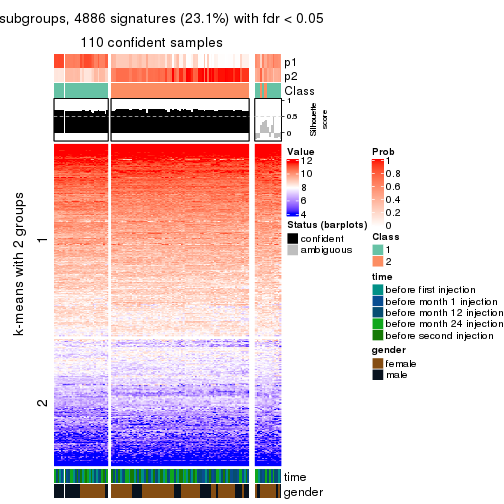 subgroups, 4886 signatures (23.1%) with fdr < 0.05
110 confident samples
p1
p2
Class
1
0.5
0
Silhouette
score
k-means with 2 groups
1
2
time
gender
Value
12
10
8
6
4
Status (barplots)
confident
ambiguous
Prob
1
0.8
0.6
0.4
0.2
0
Class
1
2
time
before first injection
before month 1 injection
before month 12 injection
before month 24 injection
before second injection
gender
female
male